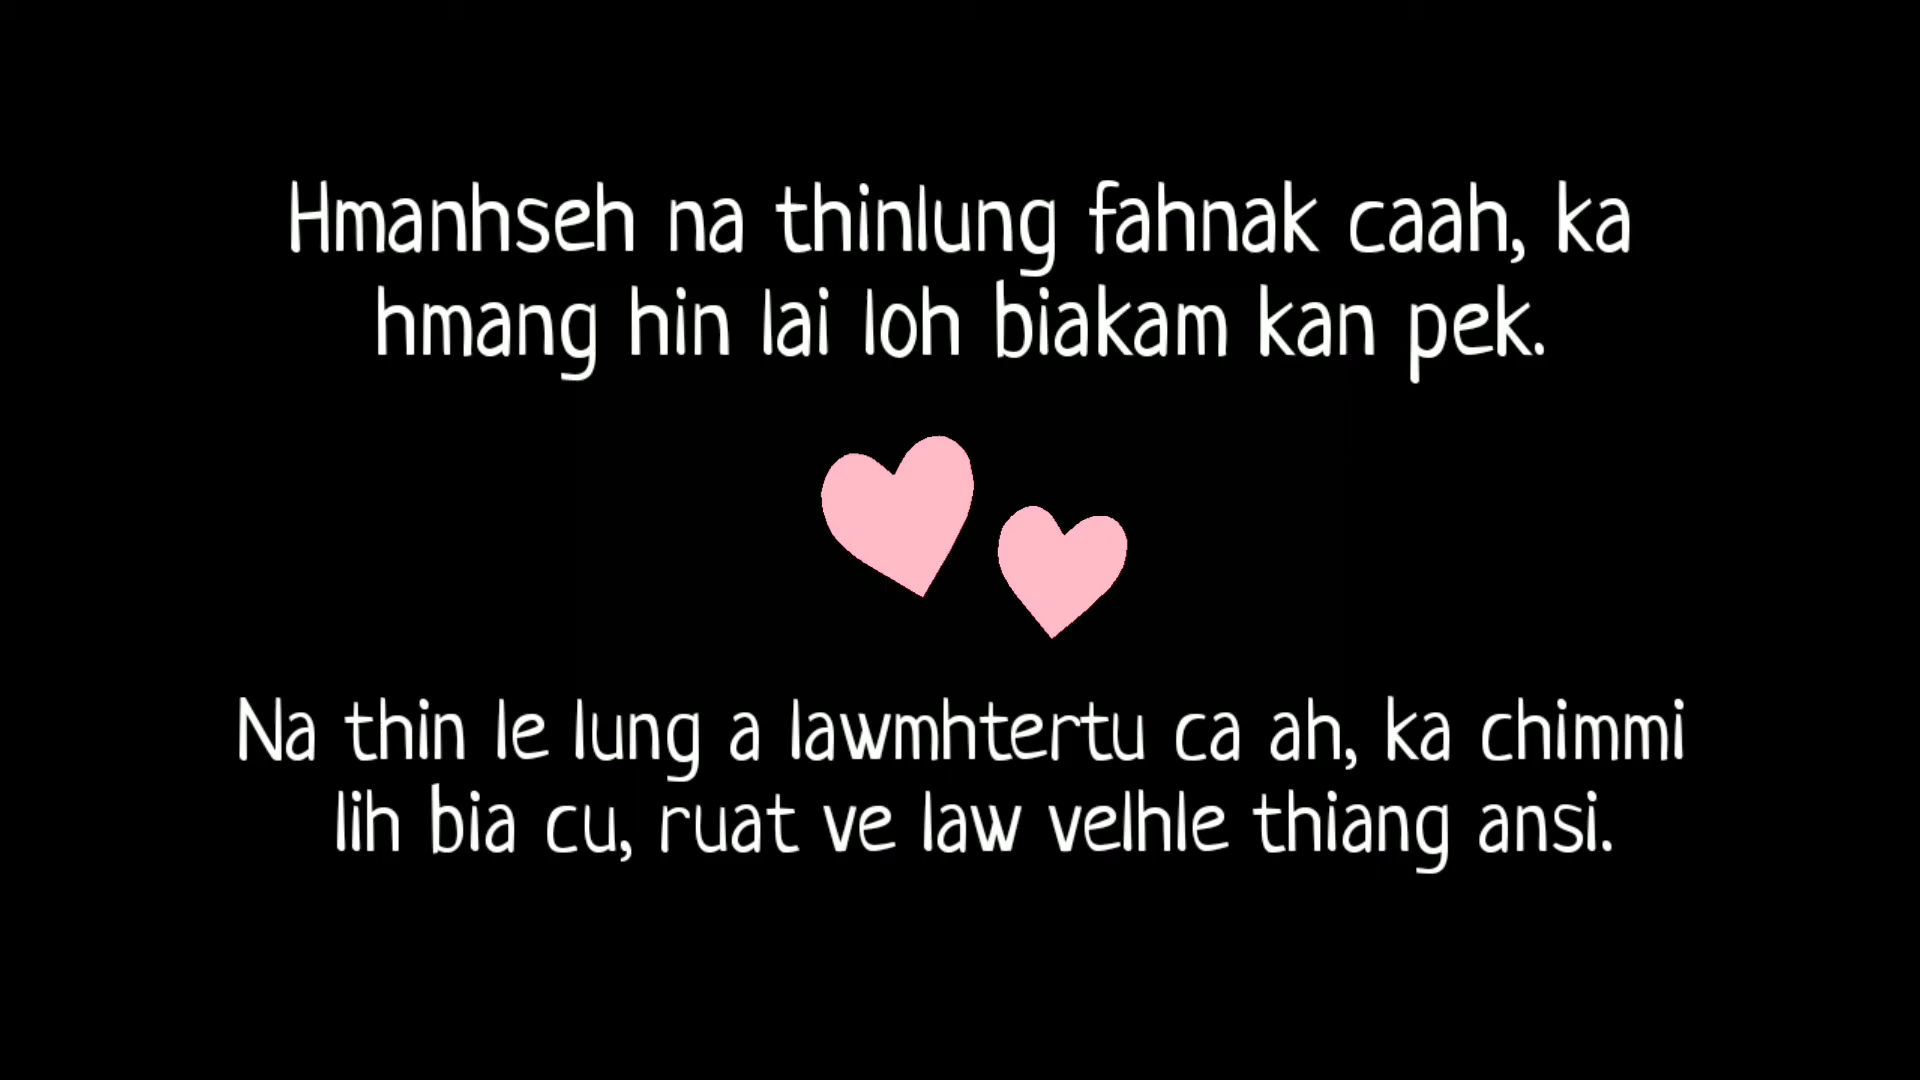 Hmanhseh na thinlung fahnak caah, ka
hmang hin lai loh biakam kan pek.
Na thin le lung a lawmhtertu ca ah, ka chimmi
lih bia cu, ruat ve law velhle thiang ansi.